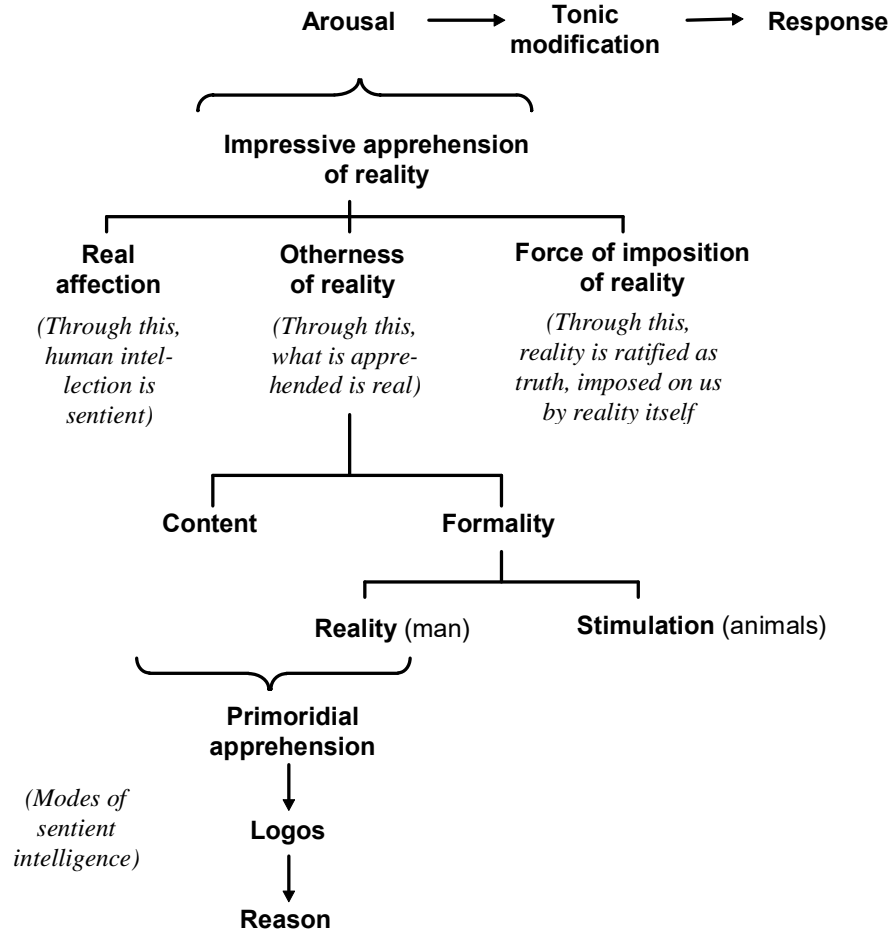 Arousal
Tonic
modification
Response
Impressive apprehension
of reality
Real
affection
(Through this,
human intel-
lection is
sentient)
Otherness
of reality
(Through this,
what is appre-
hended is real)
Force of imposition
of reality
(Through this,
reality is ratified as
truth, imposed on us
by reality itself
Content
Formality
Reality (man)
Stimulation (animals)
Primoridial
apprehension
(Modes of
sentient
intelligence)
Logos
Reason